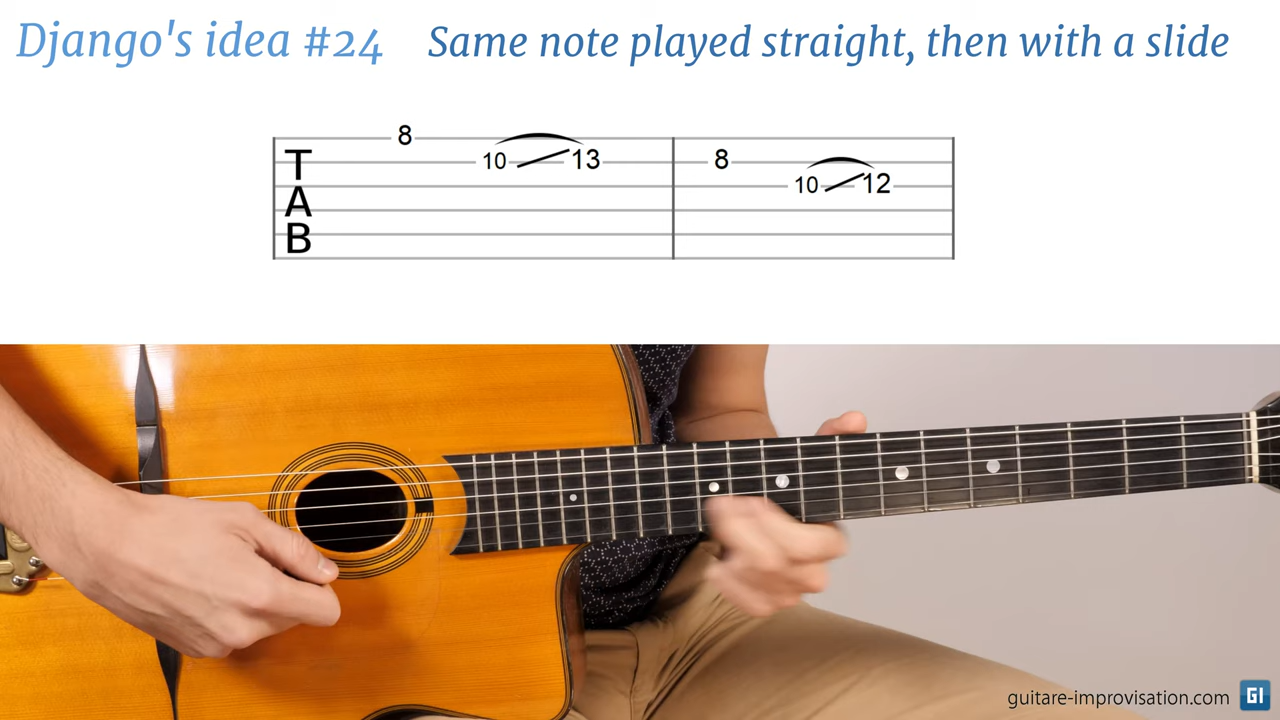 Django's idea #24 Same note played straight, then with a slide
8
T 10 13 8
A 10 12
B
guitare-improvisation.com GI